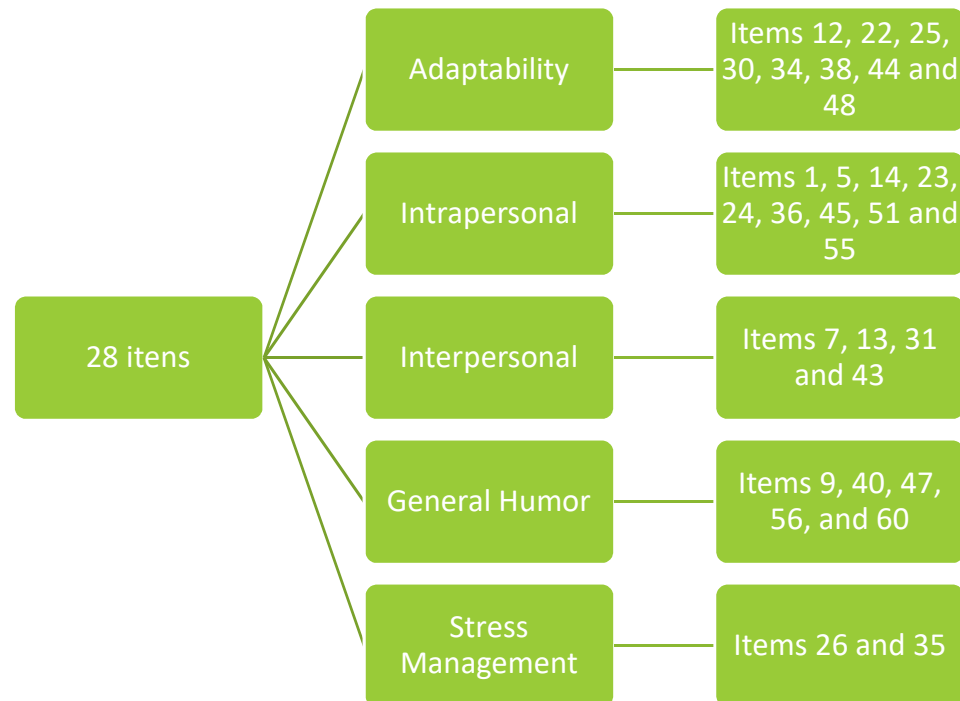 28 itens
Adaptability
Items 12, 22, 25,
30, 34, 38, 44 and
48
Intrapersonal
Items 1, 5, 14, 23,
24, 36, 45, 51 and
55
Interpersonal
Items 7, 13, 31
and 43
General Humor
Items 9, 40, 47,
56, and 60
Stress
Management
Items 26 and 35